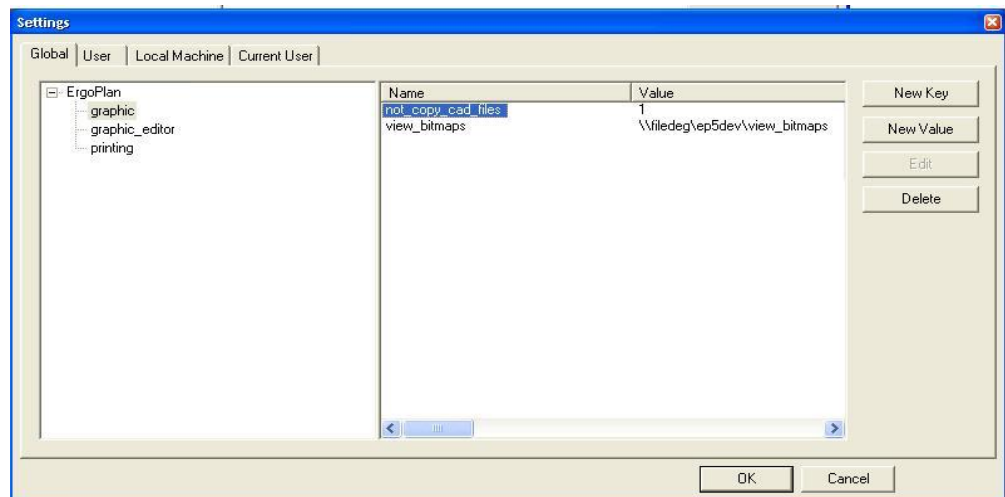 Settings
Global User Local Machine Current User
ErgoPlan
graphic
graphic_editor
printing
Name Value
not_copy_cad_files 1
view_bitmaps \\filedeg\ep5dev\view_bitmaps
New Key
New Value
Edit
Delete
OK Cancel